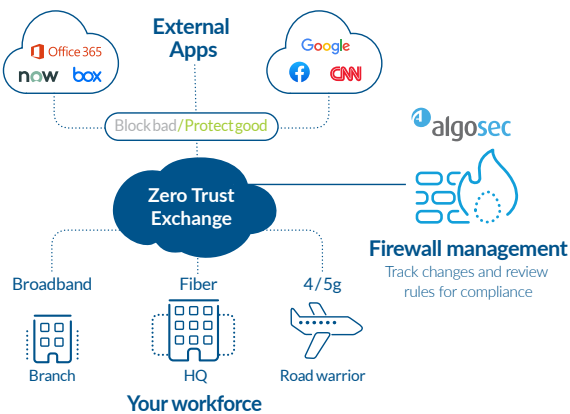 External
Apps
Office 365
now
box
Google
CNN
Block bad/Protect good
algosec
Zero Trust
Exchange
Firewall management
Track changes and review
rules for compliance
Broadband
Fiber
4/5g
Branch
HQ
Road warrior
Your workforce